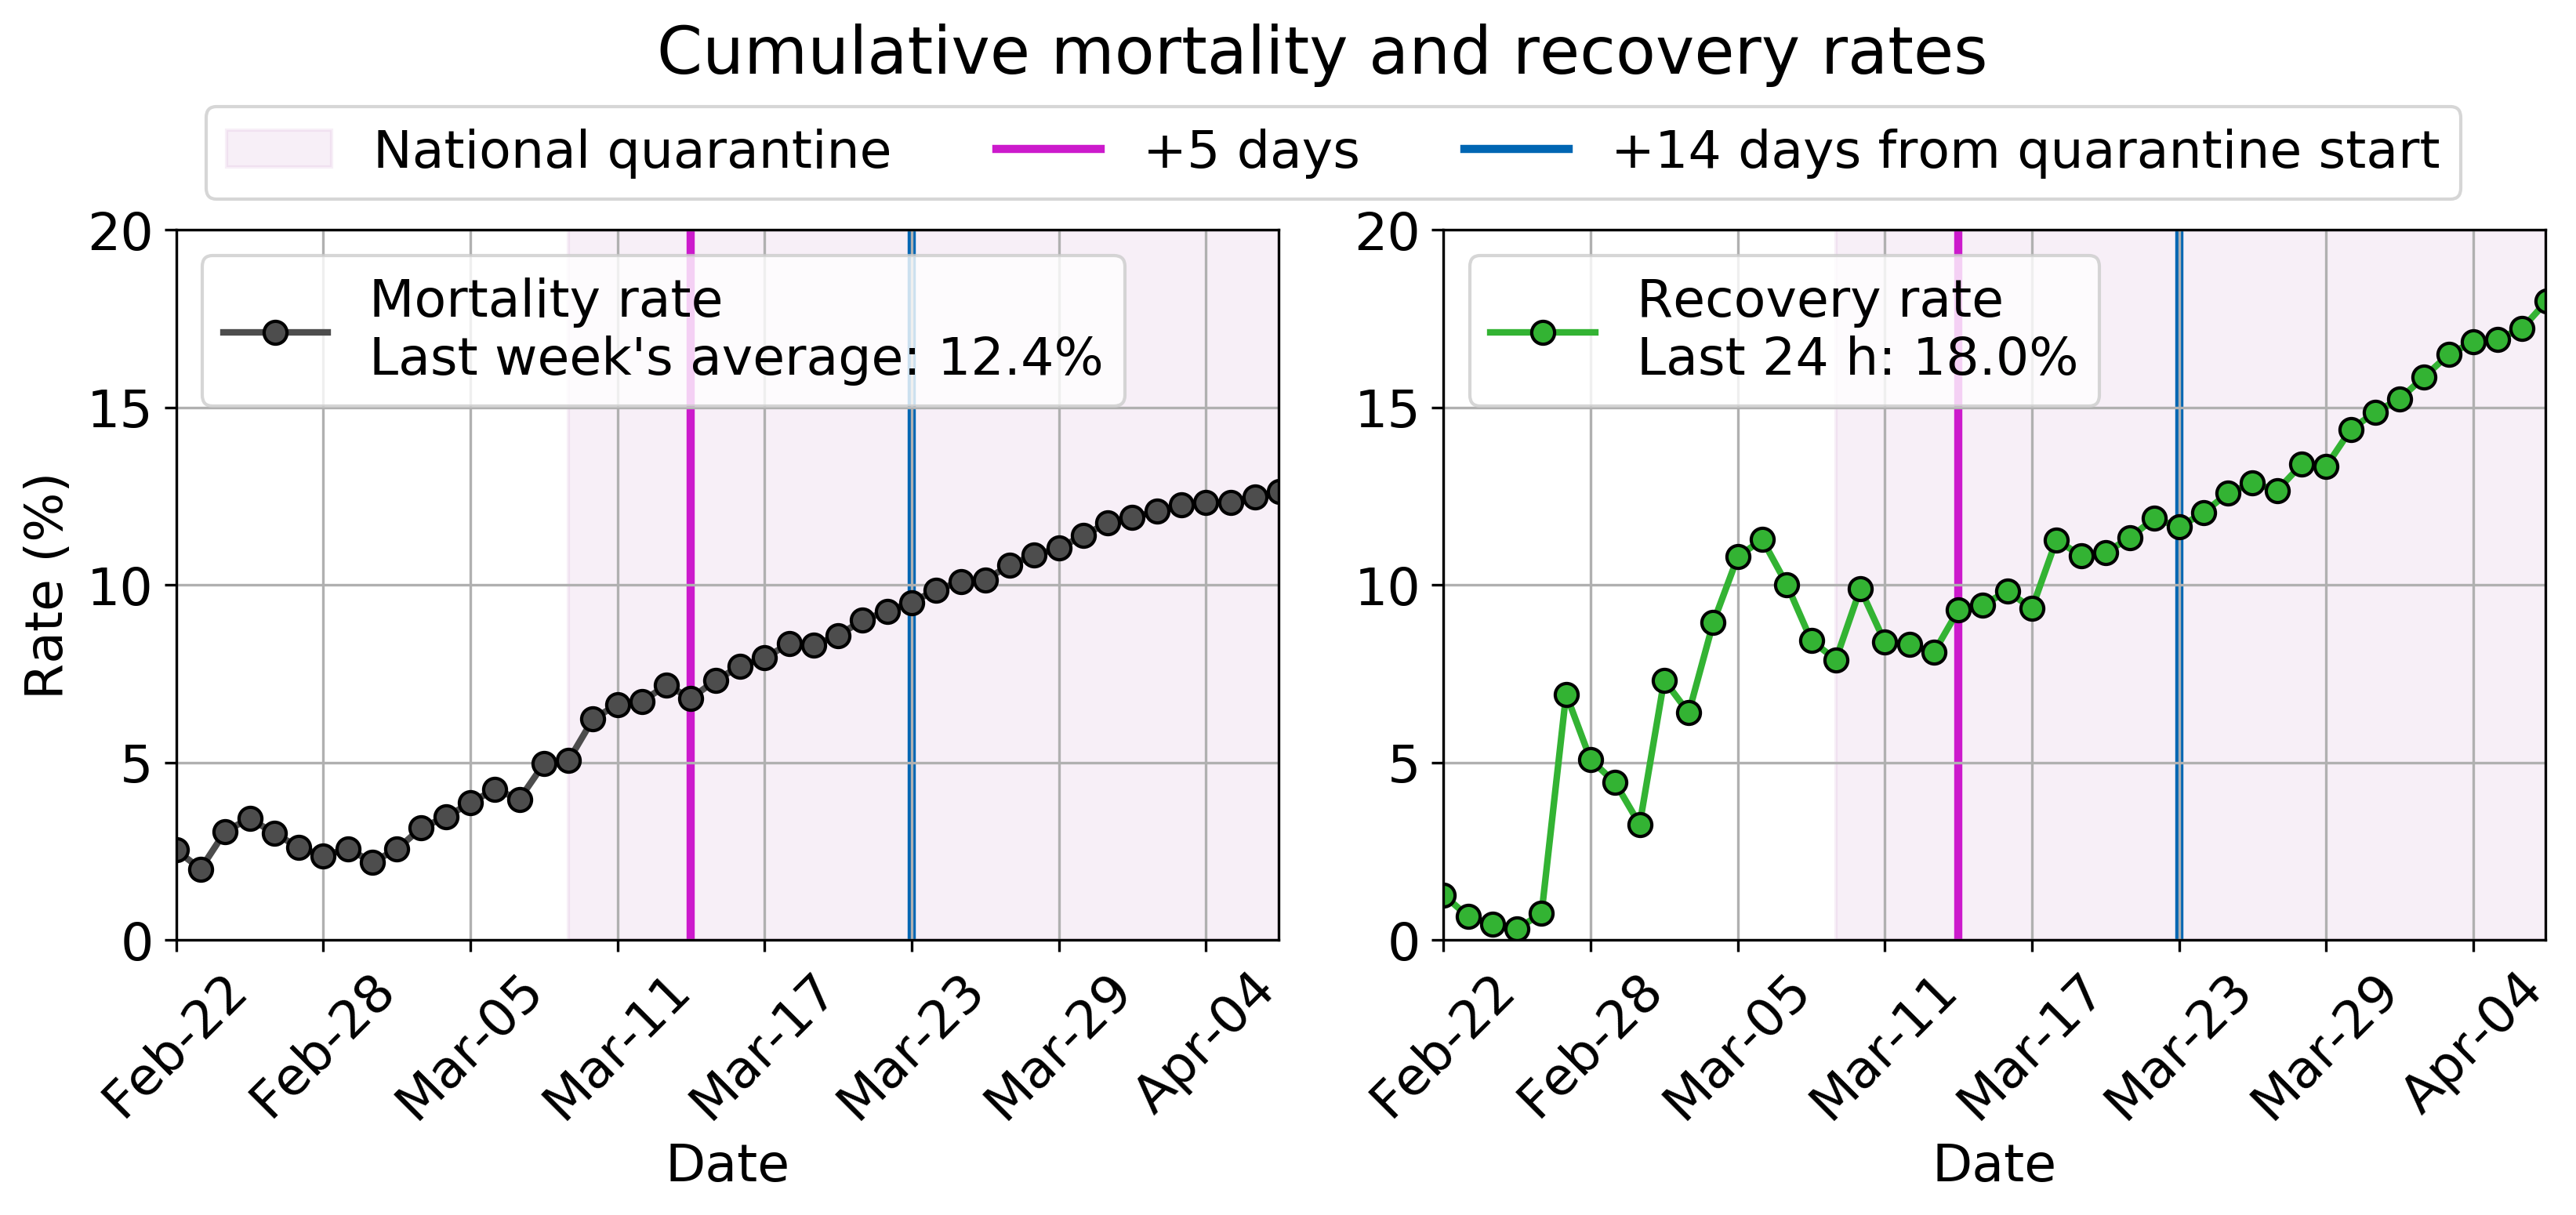 Cumulative mortality and recovery rates
National quarantine
+5 days
+14 days from quarantine start
20
15
10
5
0
Rate (%)
Mortality rate
Last week's average: 12.4%
Feb-22
Feb-28
Mar-05
Mar-11
Mar-17
Mar-23
Mar-29
Apr-04
Date
20
15
10
5
0
Recovery rate
Last 24 h: 18.0%
Feb-22
Feb-28
Mar-05
Mar-11
Mar-17
Mar-23
Mar-29
Apr-04
Date